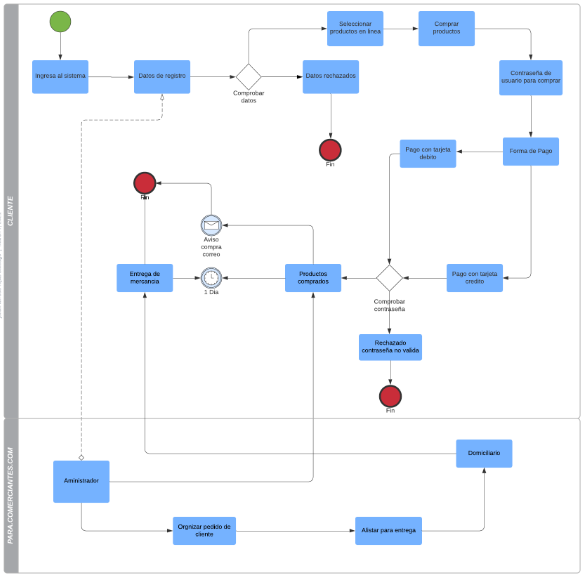 Seleccionar
productos en línea
Comprar
productos
Ingresa al sistema
Datos de registro
Comprobar
datos
Datos rechazados
Contraseña de
usuario para comprar
Fin
Pago con tarjeta
debito
Forma de Pago
Fin
CLIENTE
Aviso
compra
correo
Entrega de
mercancia
1 Dia
Productos
comprados
Comprobar
contraseña
Pago con tarjeta
credito
Rechazado
contraseña no valida
Fin
PARA COMERCIANTES.COM
Aministrador
Domiciliario
Orgnizar pedido de
cliente
Alistar para entrega